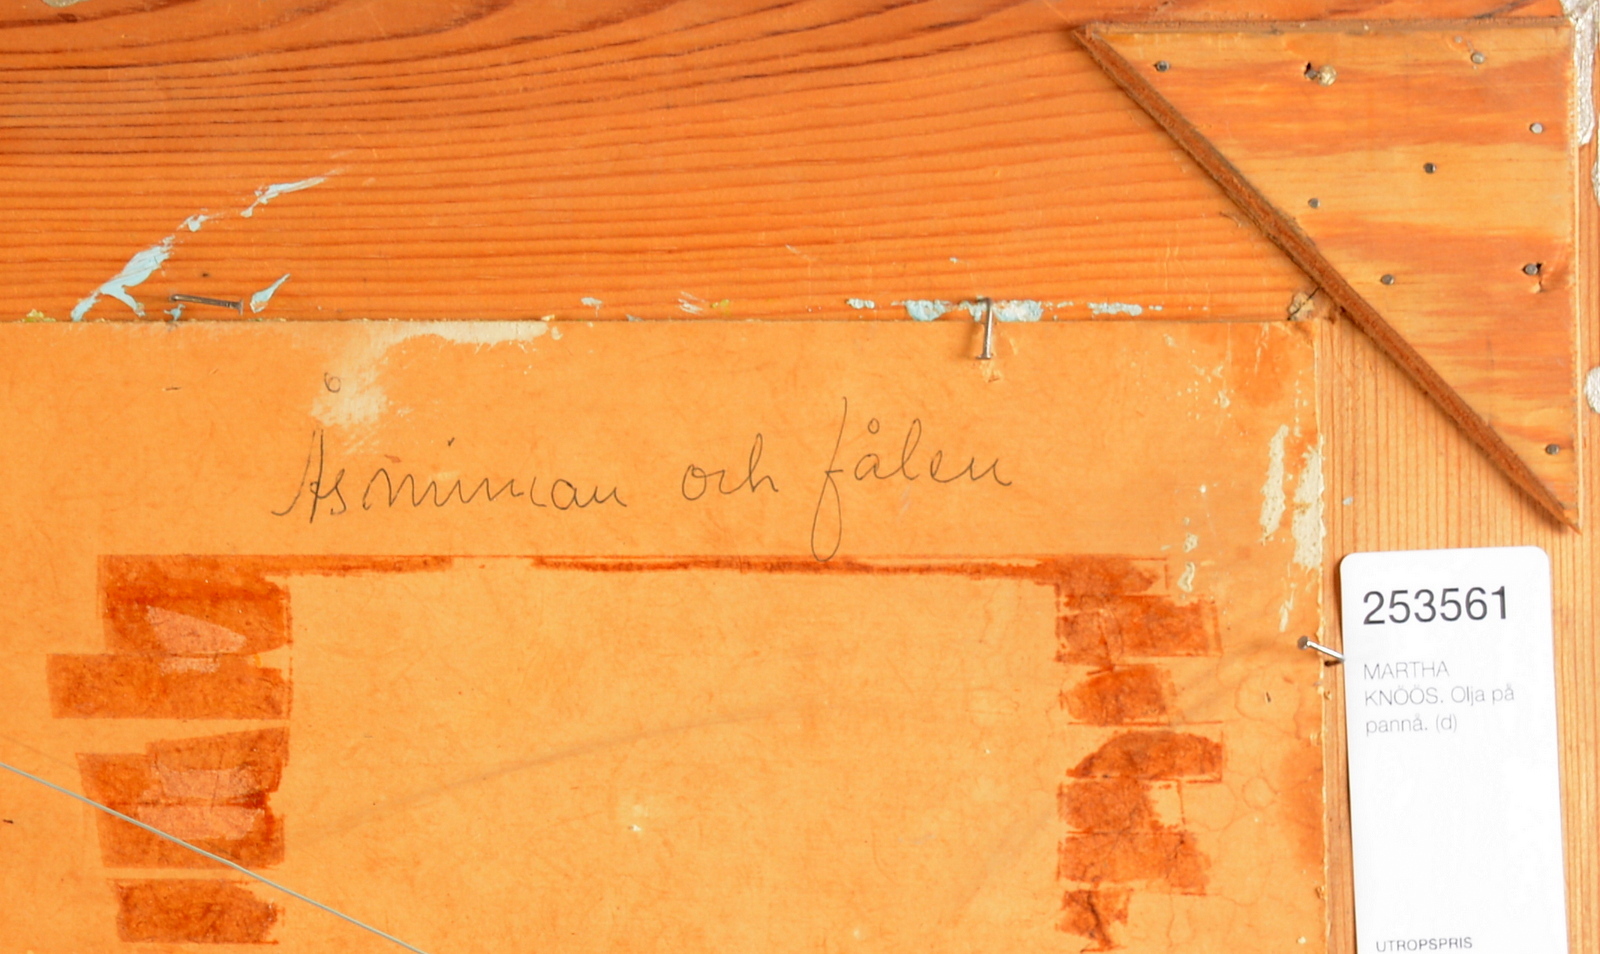 Åsninnan och fålen
253561
MARTHA
KNÖÖS. Olja på
pannå. (d)
UTROPSPRIS